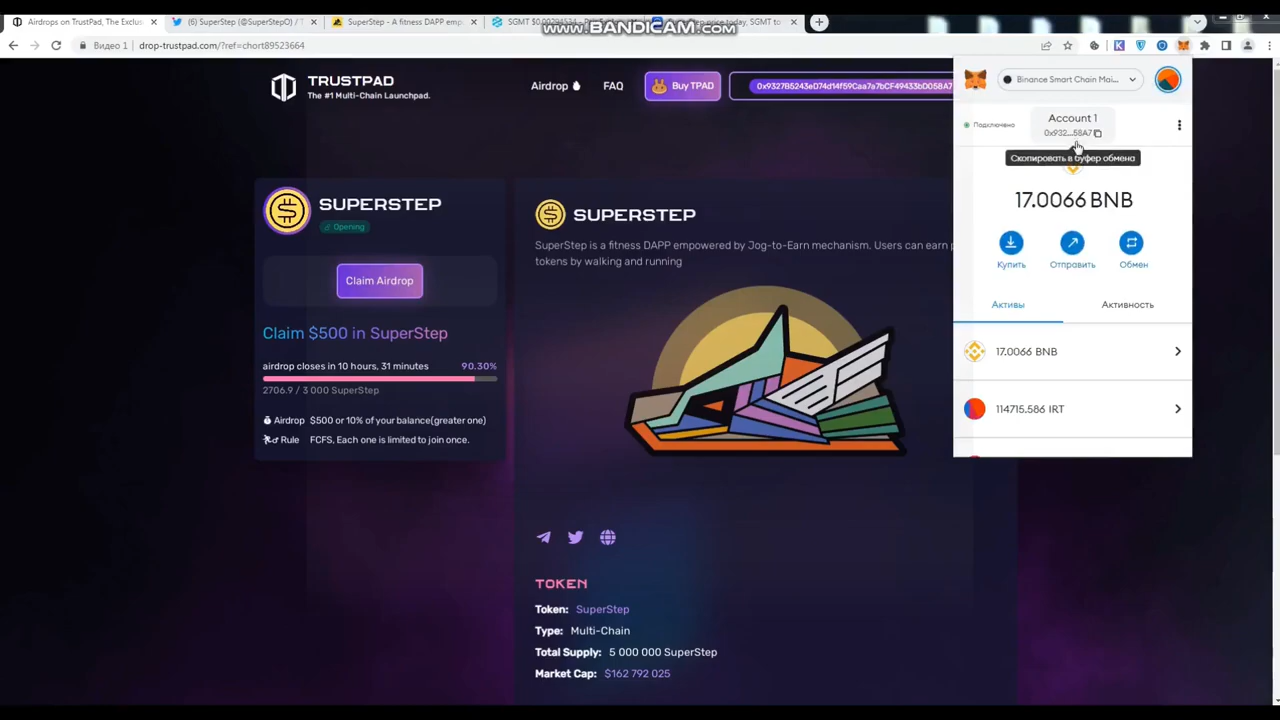 Airdrops on TrustPad, The Exclus
(6) SuperStep (@SuperStepO) / T
SuperStep - A fitness DAPP emp
WWW.BANDICAM.COM
Видео 1
drop-trustpad.com/?ref=chort89523664
TRUSTPAD
The #1 Multi-Chain Launchpad.
Airdrop
FAQ
Buy TPAD
Binance Smart Chain Mai...
Подключено
Account 1
0x932...58A7
Скопировать в буфер обмена
17.0066 BNB
Купить
Отправить
Обмен
Активы
Активность
17.0066 BNB
114715.586 IRT
SUPERSTEP
Opening
Claim Airdrop
Claim $500 in SuperStep
airdrop closes in 10 hours, 31 minutes
90.30%
2706.9 / 3 000 SuperStep
Airdrop
$500 or 10% of your balance(greater one)
Rule
FCFS, Each one is limited to join once.
SUPERSTEP
SuperStep is a fitness DAPP empowered by Jog-to-Earn mechanism. Users can earn
tokens by walking and running
TOKEN
Token: SuperStep
Type: Multi-Chain
Total Supply: 5 000 000 SuperStep
Market Cap: $162 792 025